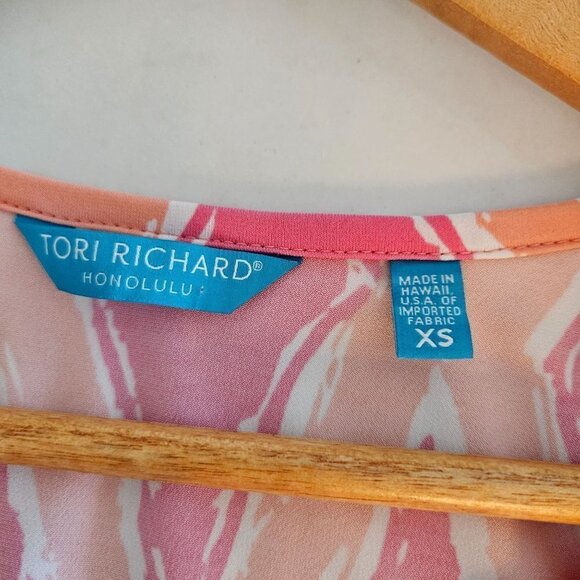 TORI RICHARD®
HONOLULU
MADE IN
HAWAII,
U.S.A. OF
IMPORTED
FABRIC
XS